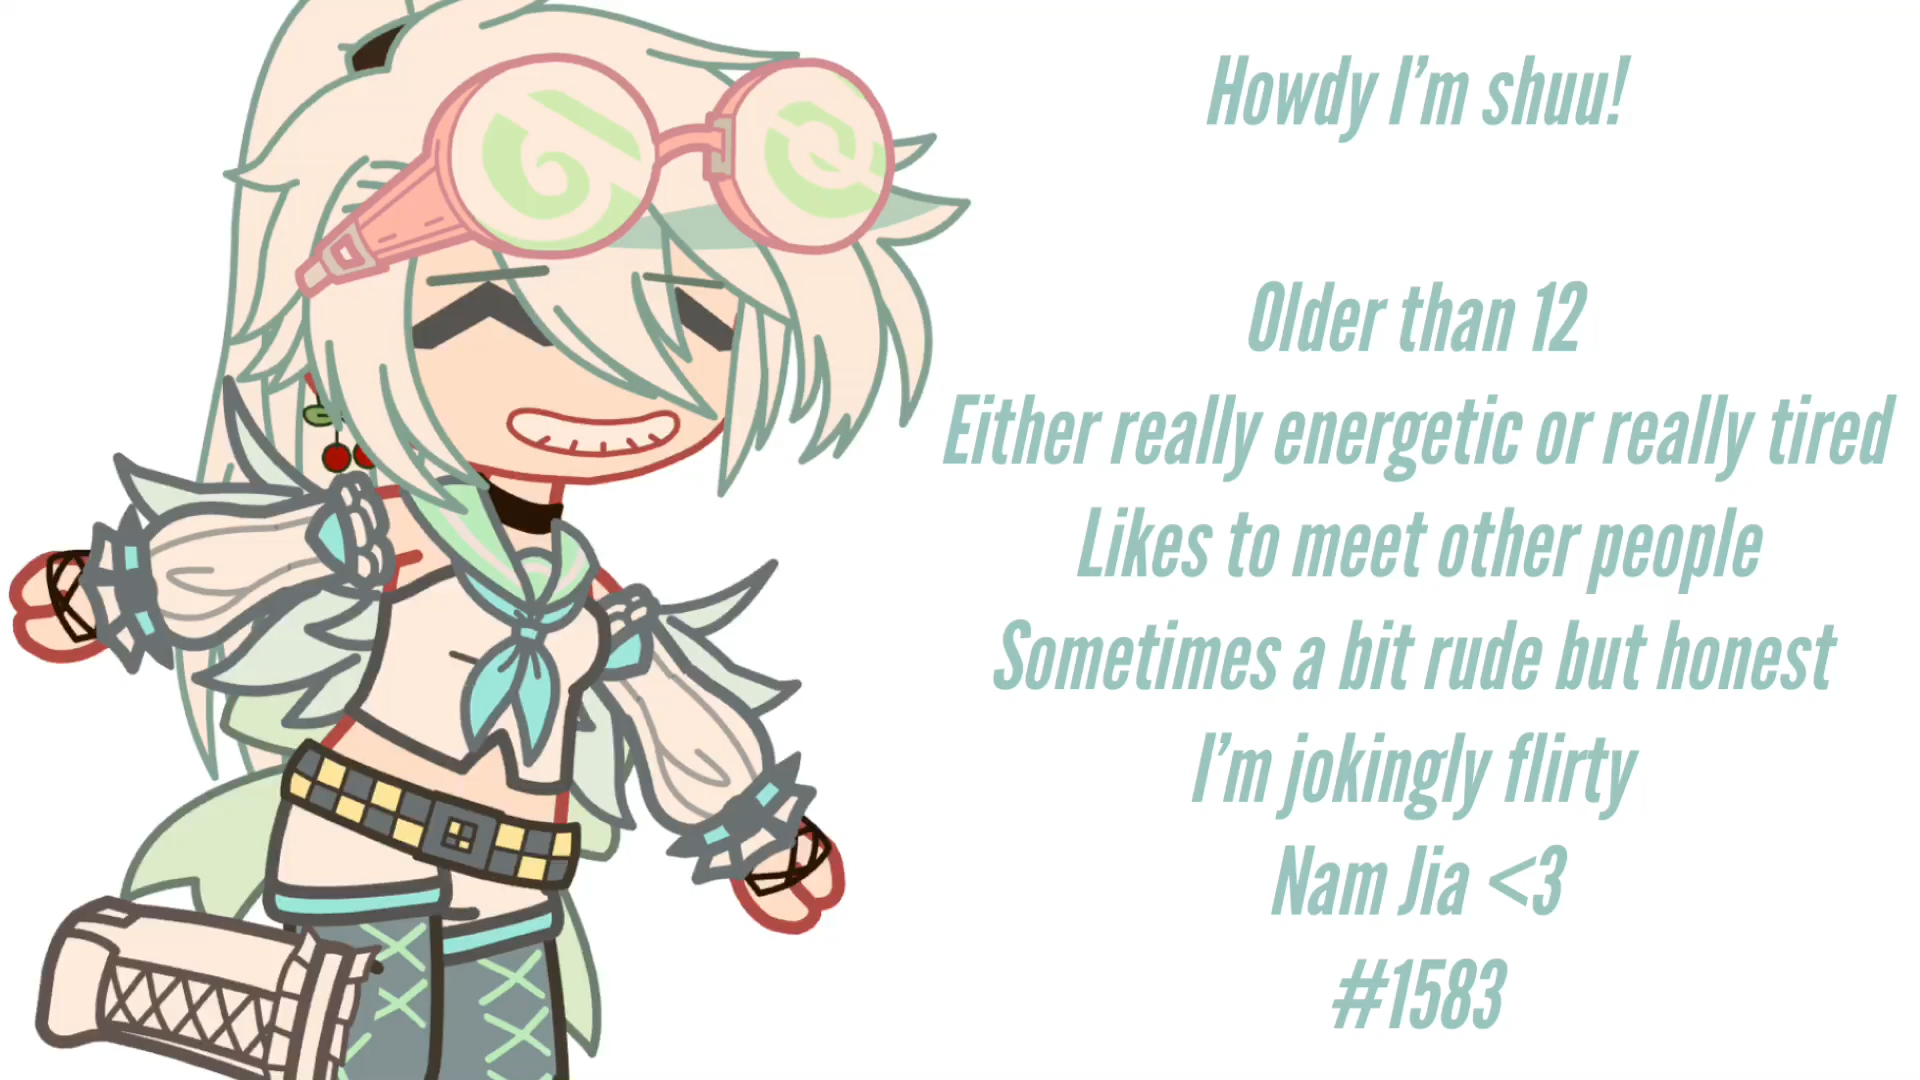 Howdy I'm shuu!
Older than 12
Either really energetic or really tired
Likes to meet other people
Sometimes a bit rude but honest
I'm jokingly flirty
Nam Jia <3
#1583